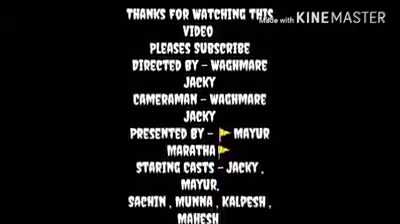 THANKS FOR WATCHING THIS
VIDEO
Made with KINEMASTER
PLEASES SUBSCRIBE
DIRECTED BY - WAGHMARE
JACKY
CAMERAMAN - WAGHMARE
JACKY
PRESENTED BY - 🚩 MAYUR
MARATHA 🚩
STARING CASTS - JACKY ,
MAYUR,
SACHIN , MUNNA , KALPESH ,
MAHESH